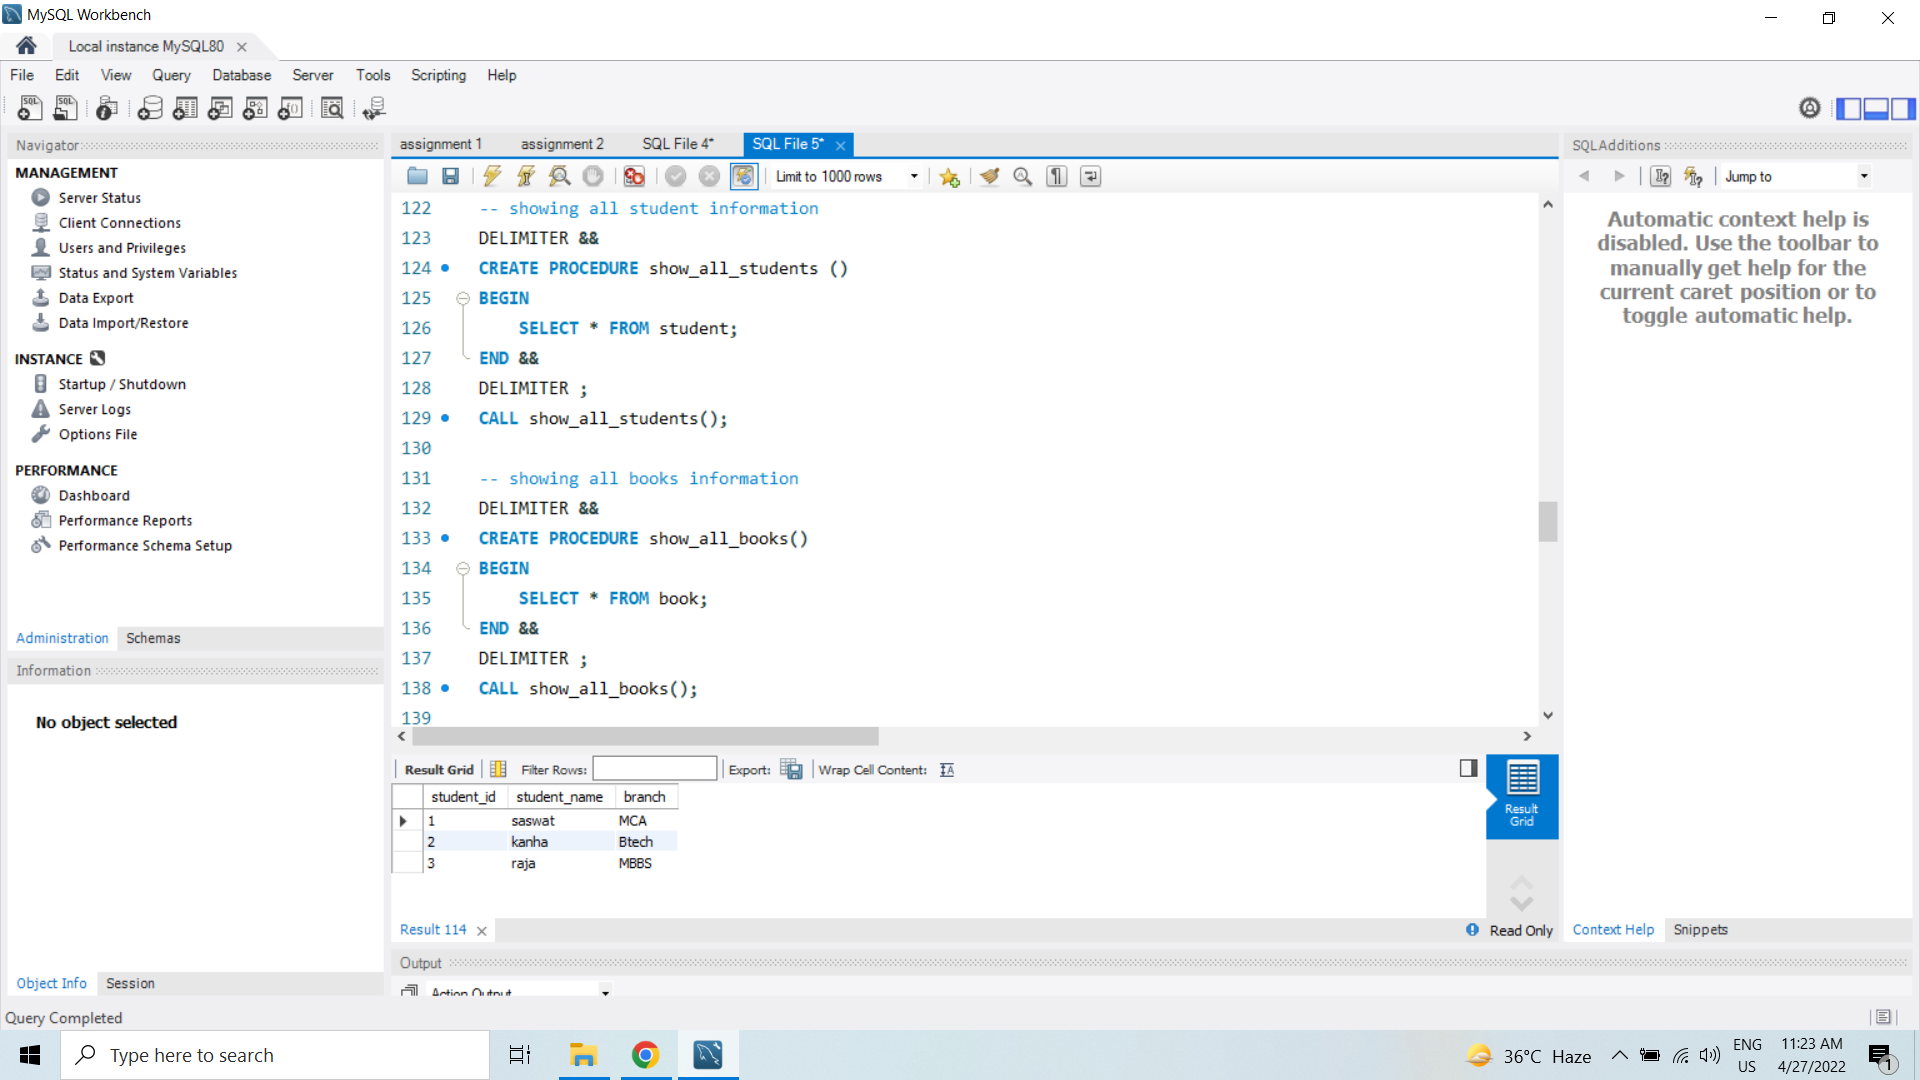 MySQL Workbench
Local instance MySQL80
File Edit View Query Database Server Tools Scripting Help
Navigator
MANAGEMENT
Server Status
Client Connections
Users and Privileges
Status and System Variables
Data Export
Data Import/Restore
INSTANCE
Startup / Shutdown
Server Logs
Options File
PERFORMANCE
Dashboard
Performance Reports
Performance Schema Setup
Administration Schemas
Information
No object selected
Object Info Session
assignment 1 assignment 2 SQL File 4* SQL File 5*
Limit to 1000 rows
122 -- showing all student information
123 DELIMITER &&
124 CREATE PROCEDURE show_all_students ()
125 BEGIN
126 SELECT * FROM student;
127 END &&
128 DELIMITER ;
129 CALL show_all_students();
130
131 -- showing all books information
132 DELIMITER &&
133 CREATE PROCEDURE show_all_books()
134 BEGIN
135 SELECT * FROM book;
136 END &&
137 DELIMITER ;
138 CALL show_all_books();
139
Result Grid Filter Rows: Export: Wrap Cell Content:
student_id student_name branch
1 saswat MCA
2 kanha Btech
3 raja MBBS
Result
Grid
Result 114
Read Only
Output
Action Output
SQLAdditions
Jump to
Automatic context help is
disabled. Use the toolbar to
manually get help for the
current caret position or to
toggle automatic help.
Context Help Snippets
Query Completed
Type here to search
36°C Haze
ENG
US
11:23 AM
4/27/2022
1